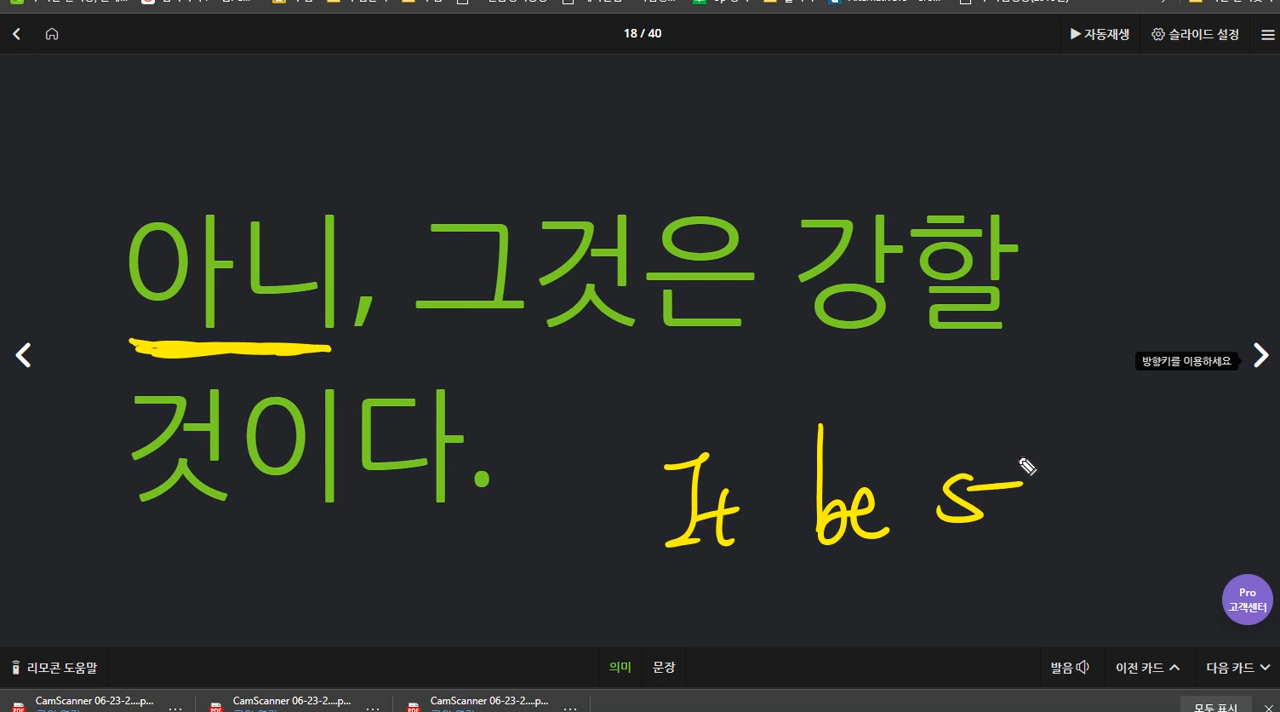 18 / 40
자동재생
슬라이드 설정
아니, 그것은 강할
방향키를 이용하세요
것이다.
It be s
Pro
고객센터
리모콘 도움말
의미
문장
발음
이전 카드
다음 카드
CamScanner 06-23-2....p...
CamScanner 06-23-2....p...
CamScanner 06-23-2....p...
모두 표시